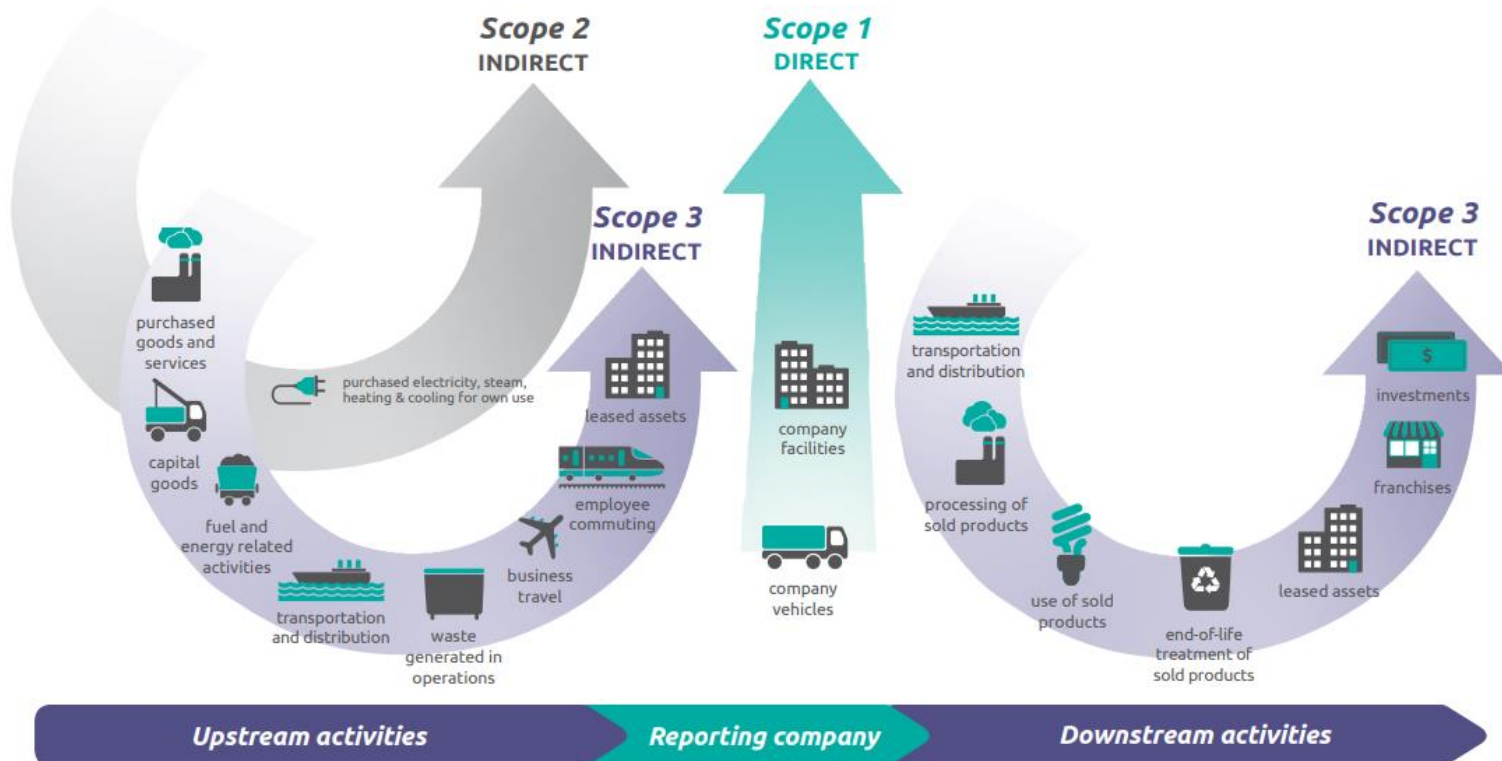 Scope 2
INDIRECT
Scope 1
DIRECT
Scope 3
INDIRECT
Scope 3
INDIRECT
purchased
goods and
services
capital
goods
fuel and
energy related
activities
purchased electricity, steam,
heating & cooling for own use
transportation
and distribution
waste
generated in
operations
business
travel
employee
commuting
leased assets
company
facilities
company
vehicles
transportation
and distribution
processing of
sold products
use of sold
products
end-of-life
treatment of
sold products
leased assets
franchises
$
investments
Upstream activities
Reporting company
Downstream activities